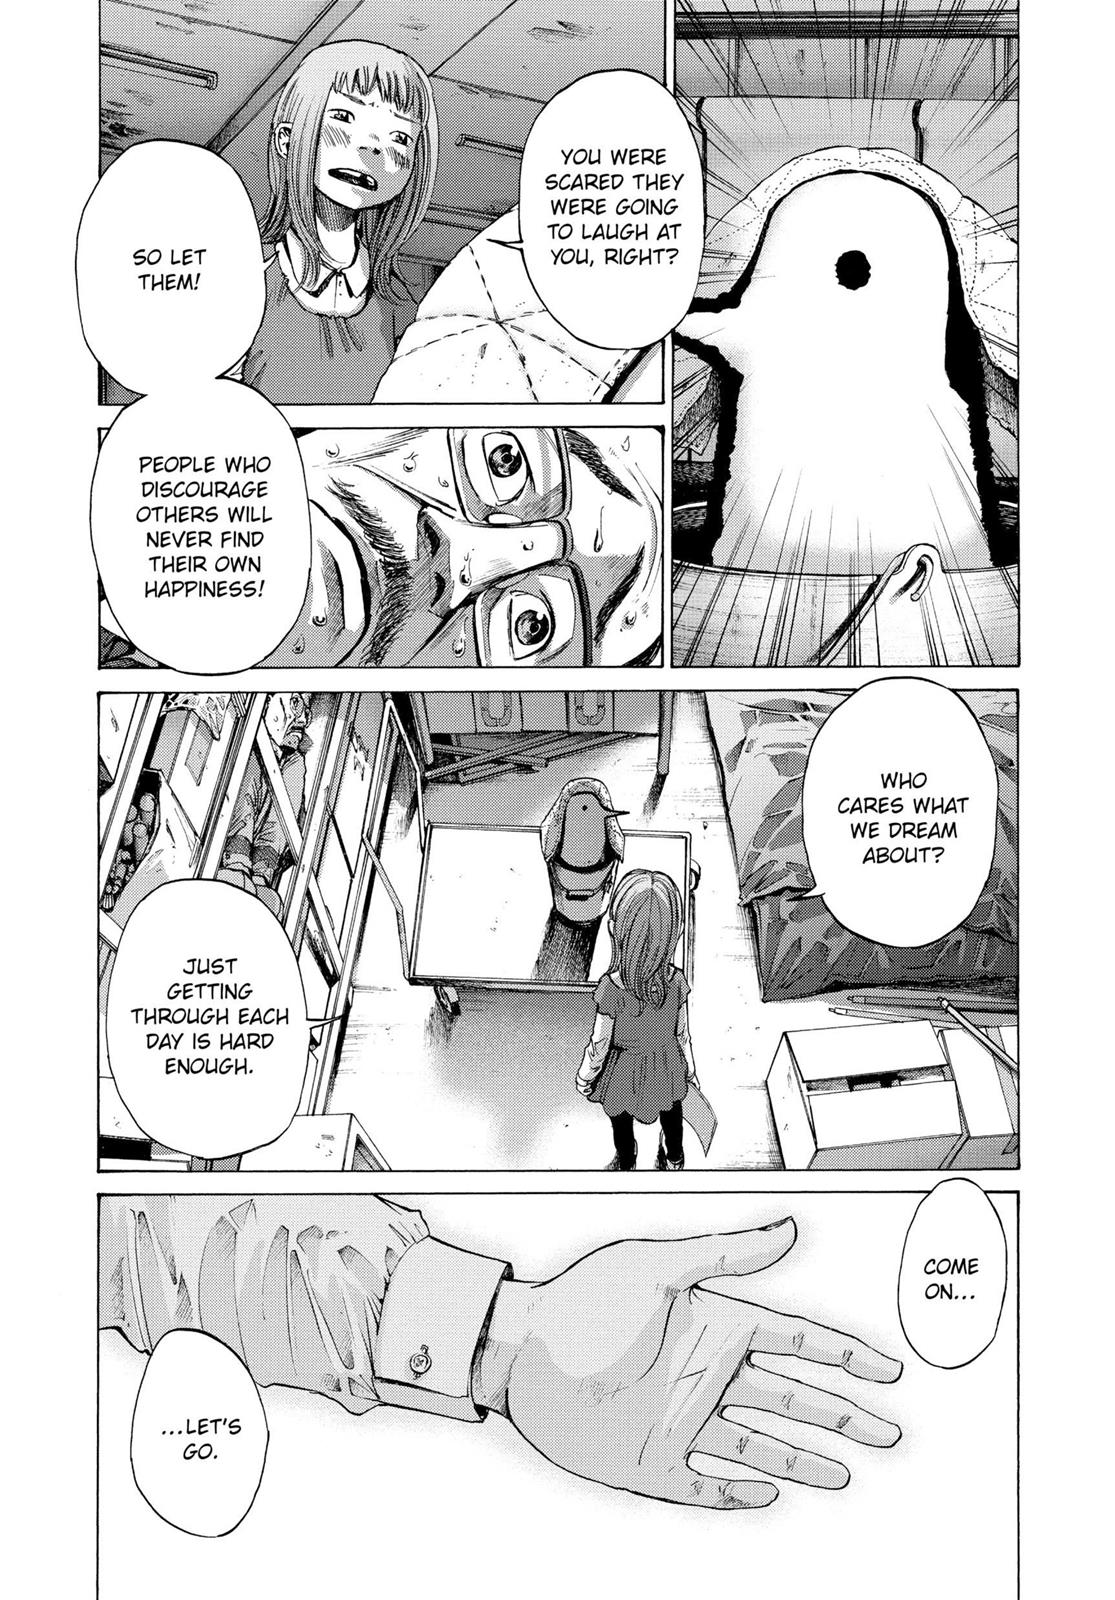 YOU WERE
SCARED THEY
WERE GOING
TO LAUGH AT
YOU, RIGHT?
SO LET
THEM!
PEOPLE WHO
DISCOURAGE
OTHERS WILL
NEVER FIND
THEIR OWN
HAPPINESS!
WHO
CARES WHAT
WE DREAM
ABOUT?
JUST
GETTING
THROUGH EACH
DAY IS HARD
ENOUGH.
COME
ON...
...LET'S
GO.